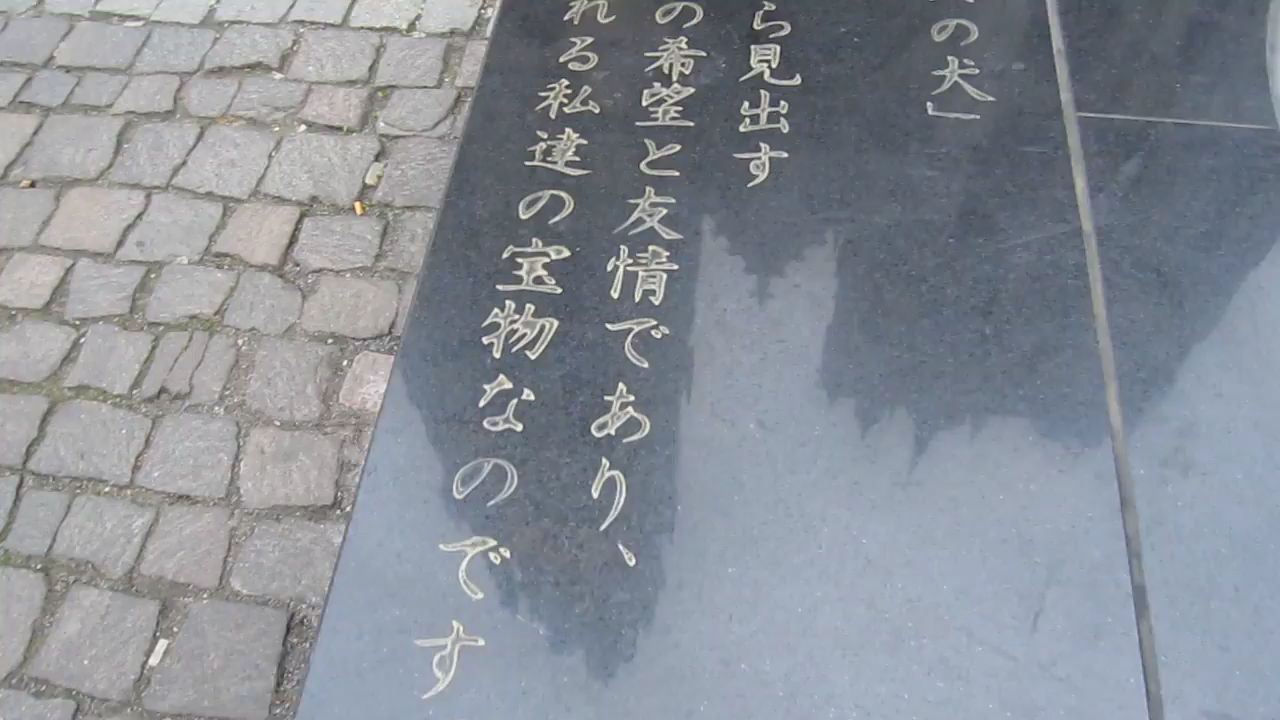 の犬」
ら見出す
の希望と友情であり、
れる私達の宝物なのです